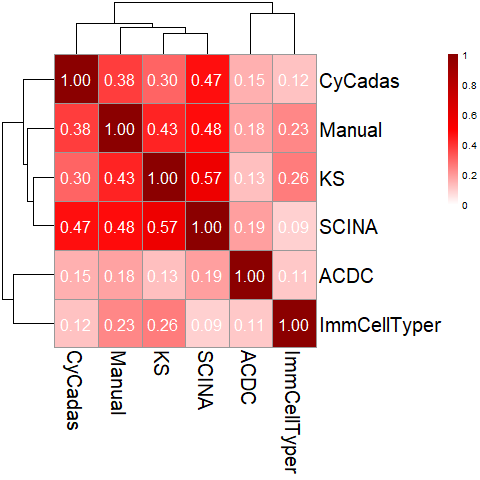 1.00 0.38 0.30 0.47 0.15 0.12 CyCadas
0.38 1.00 0.43 0.48 0.18 0.23 Manual
0.30 0.43 1.00 0.57 0.13 0.26 KS
0.47 0.48 0.57 1.00 0.19 0.09 SCINA
0.15 0.18 0.13 0.19 1.00 0.11 ACDC
0.12 0.23 0.26 0.09 0.11 1.00 ImmCellTyper
CyCadas Manual KS SCINA ACDC ImmCellTyper
1
0.8
0.6
0.4
0.2
0